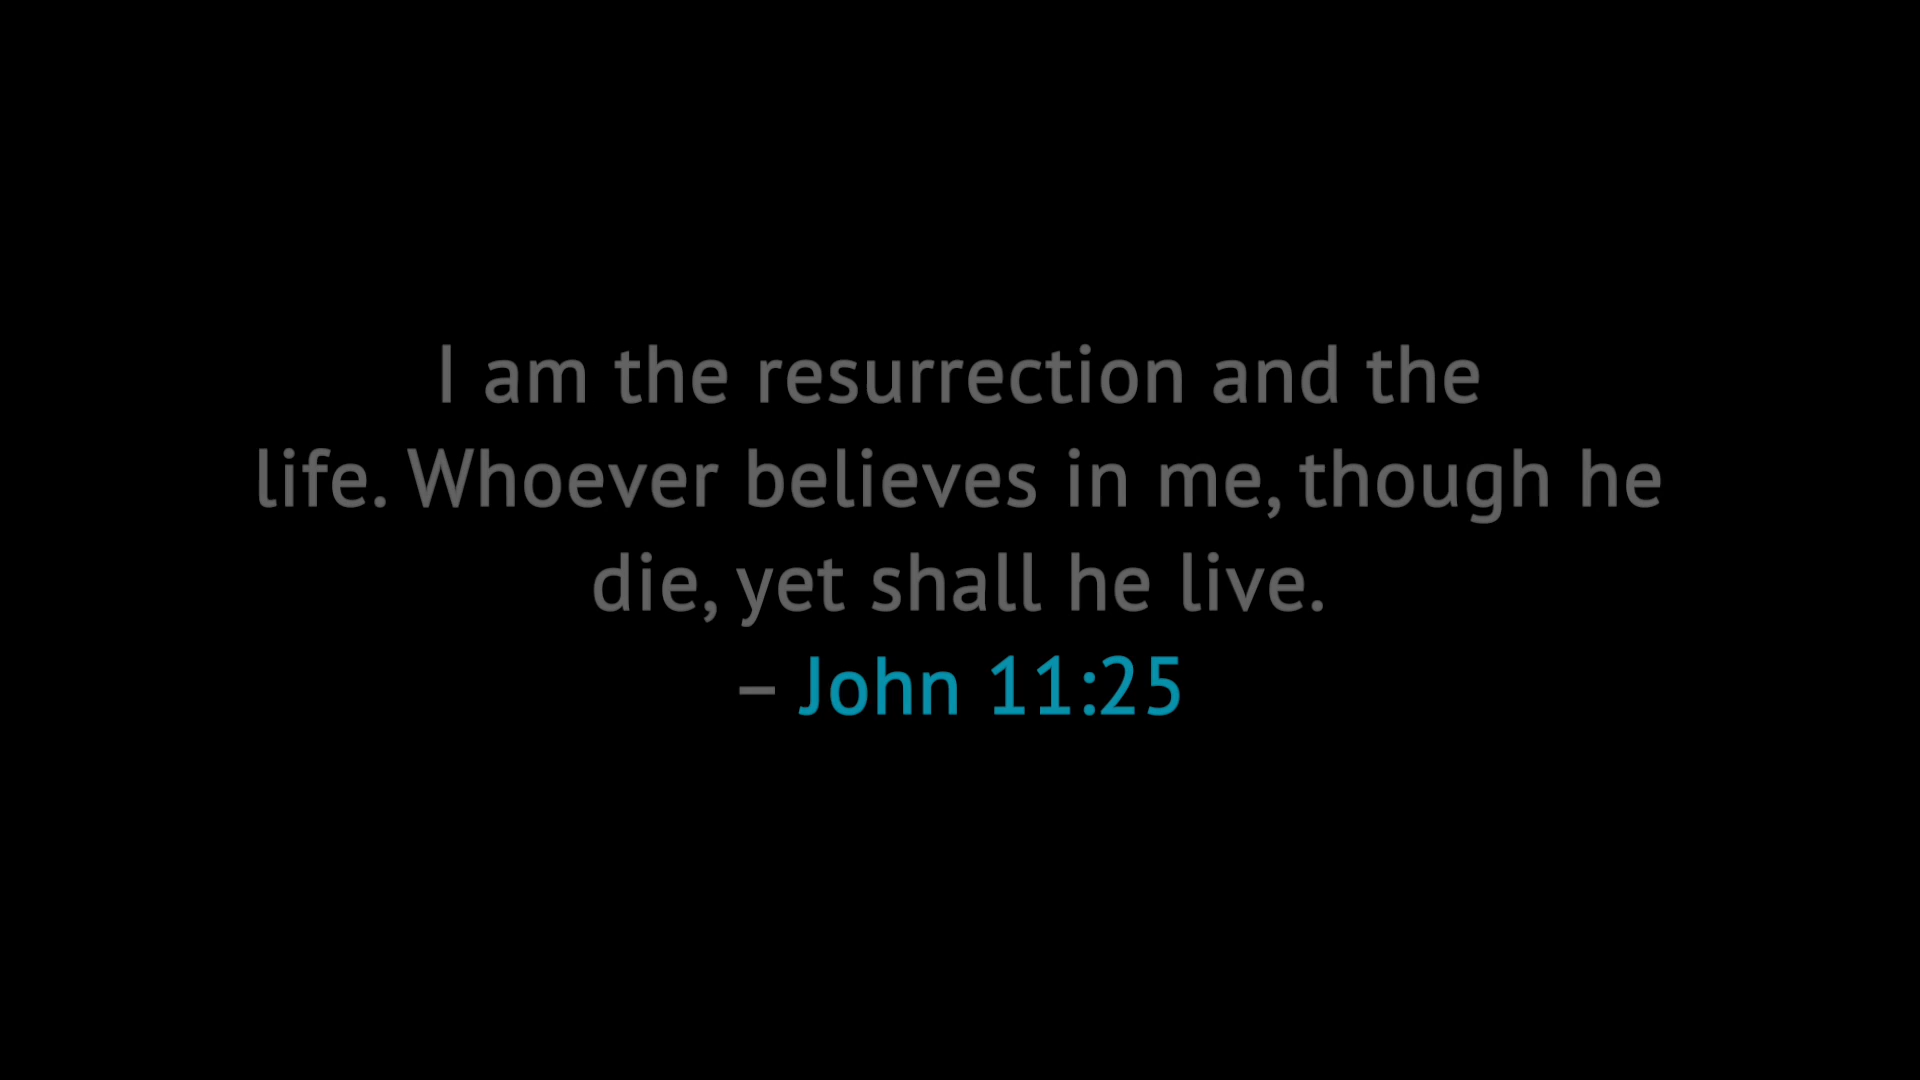 I am the resurrection and the
life. Whoever believes in me, though he
die, yet shall he live.
– John 11:25